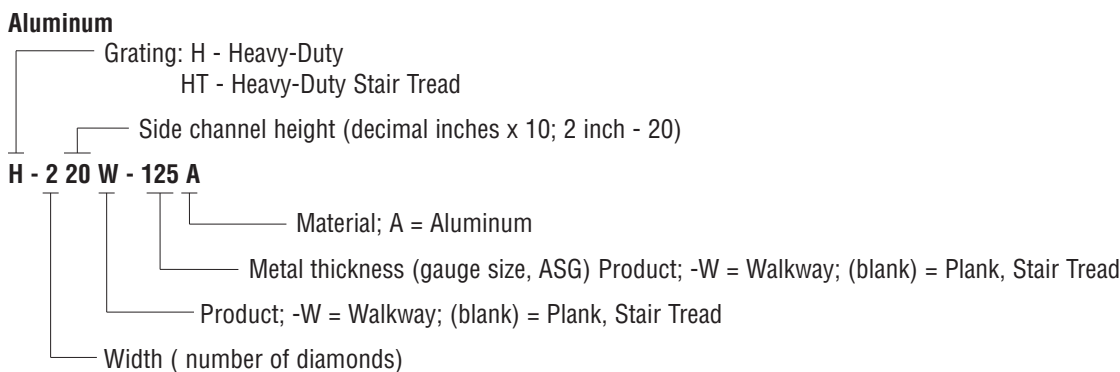 Aluminum
Grating: H - Heavy-Duty
HT - Heavy-Duty Stair Tread
Side channel height (decimal inches x 10; 2 inch - 20)
H - 2 20 W - 125 A
Material; A = Aluminum
Metal thickness (gauge size, ASG) Product; -W = Walkway; (blank) = Plank, Stair Tread
Product; -W = Walkway; (blank) = Plank, Stair Tread
Width ( number of diamonds)